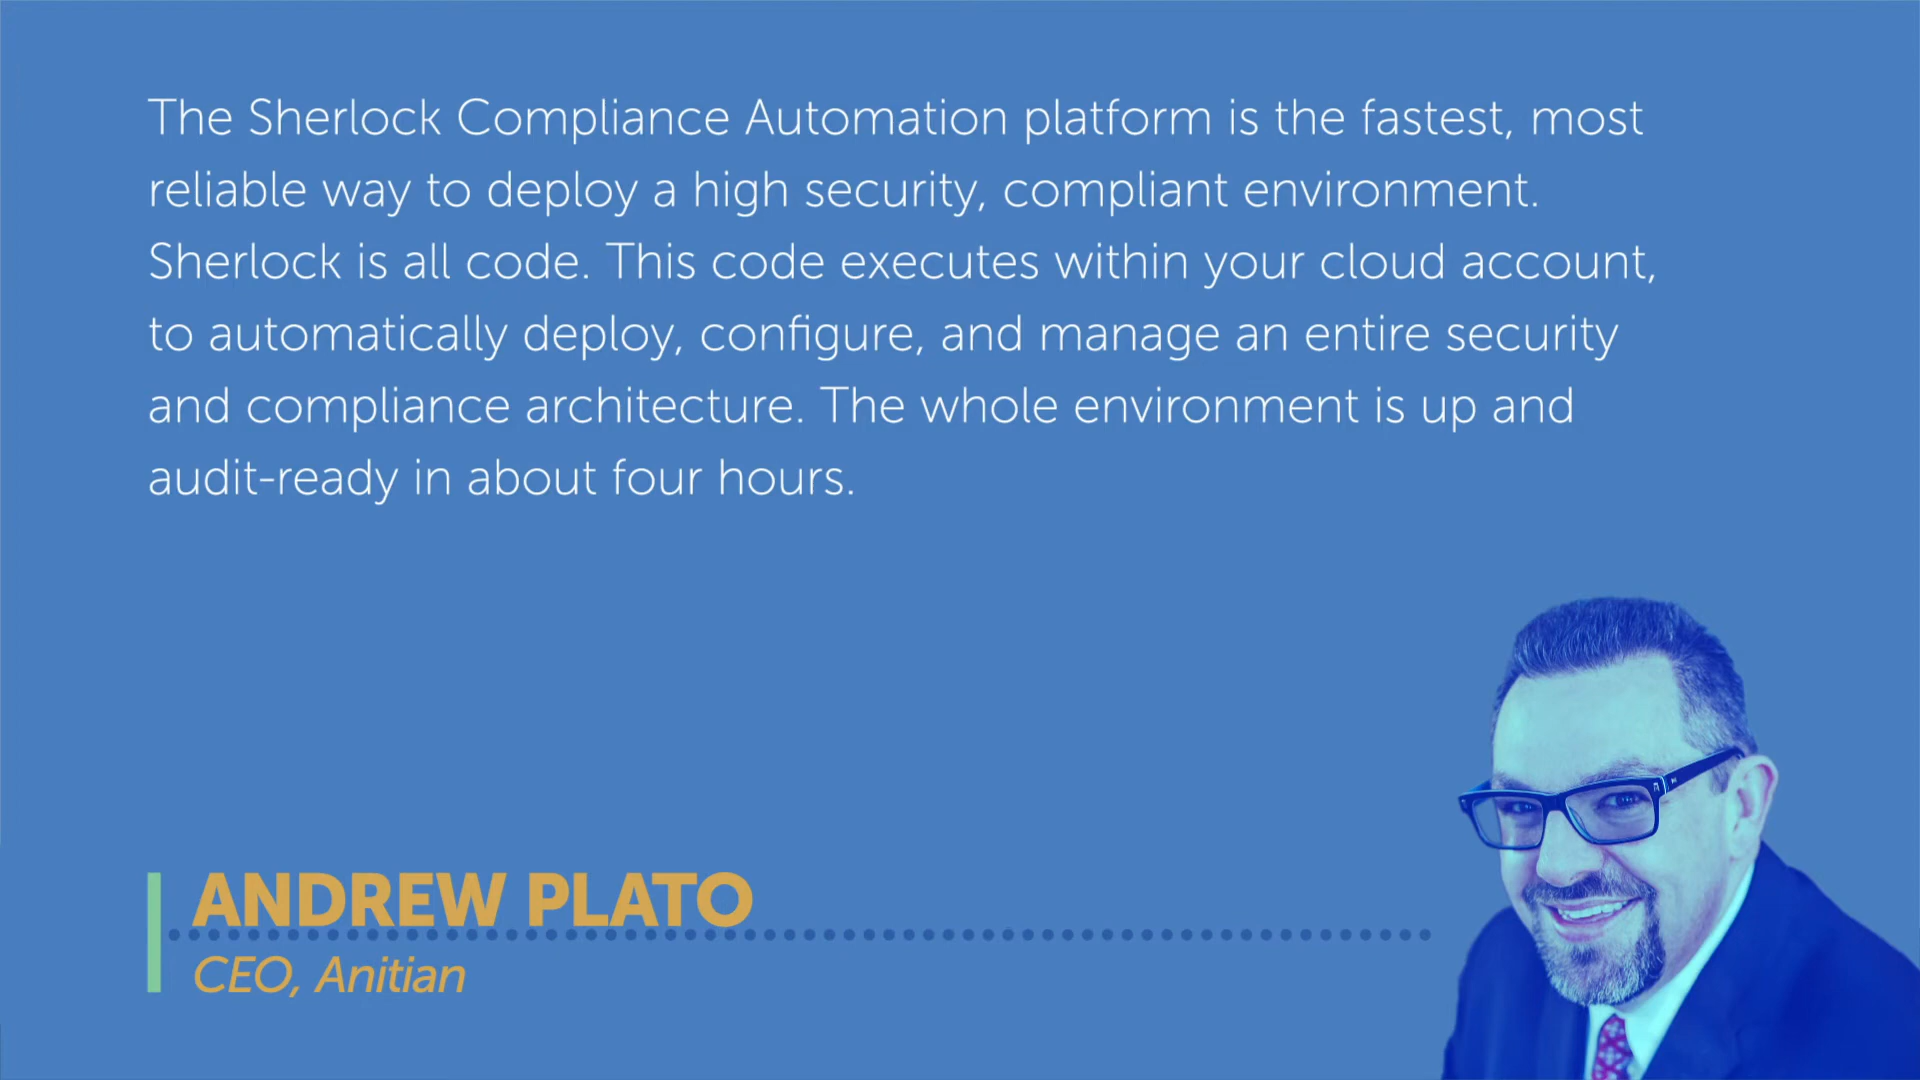 The Sherlock Compliance Automation platform is the fastest, most
reliable way to deploy a high security, compliant environment.
Sherlock is all code. This code executes within your cloud account,
to automatically deploy, configure, and manage an entire security
and compliance architecture. The whole environment is up and
audit-ready in about four hours.
ANDREW PLATO
CEO, Anitian